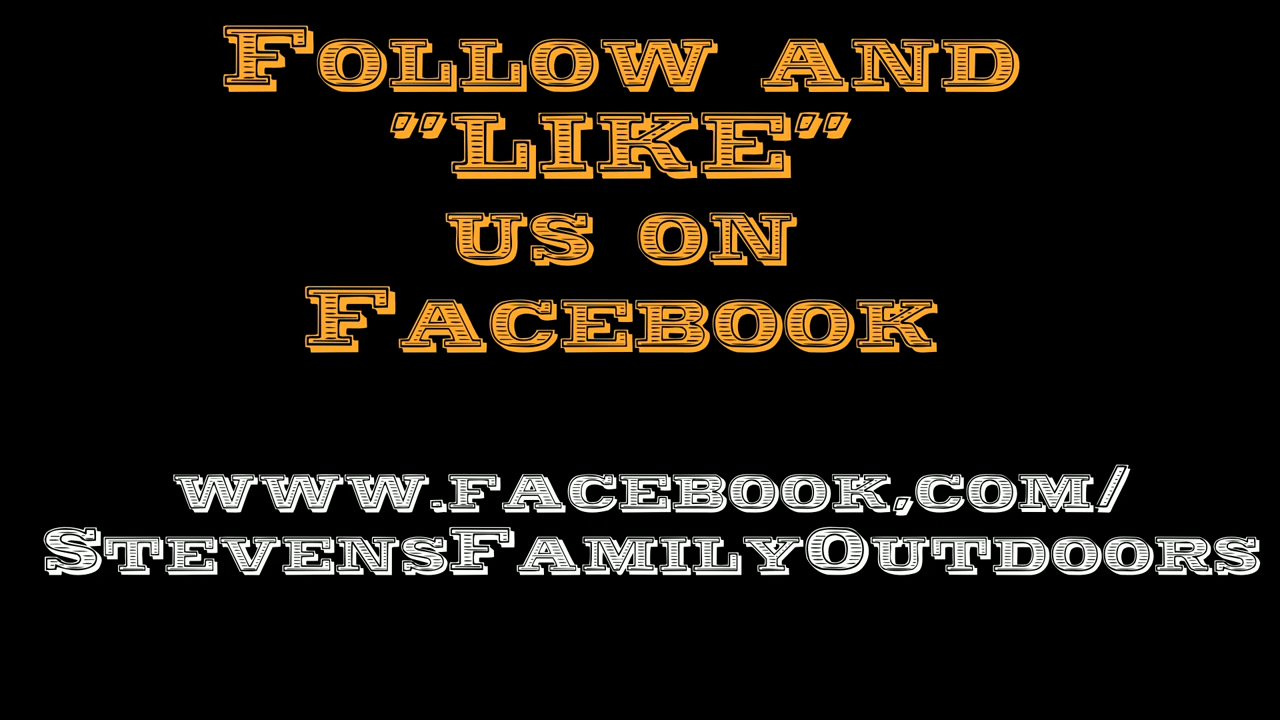 Follow and
"LIKE"
us on
Facebook
www.facebook,com/
StevensFamilyOutdoors